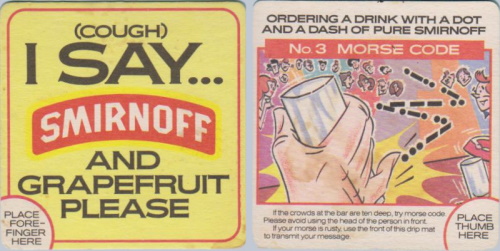 (COUGH)
I SAY...
SMIRNOFF
AND
GRAPEFRUIT
PLEASE
PLACE
FORE-
FINGER
HERE
ORDERING A DRINK WITH A DOT
AND A DASH OF PURE SMIRNOFF
No 3 MORSE CODE
If the crowds at the bar are ten deep, try morse code.
Please avoid using the head of the person in front.
If your morse is rusty, use the front of this drip mat
to transmit your message.
PLACE
THUMB
HERE